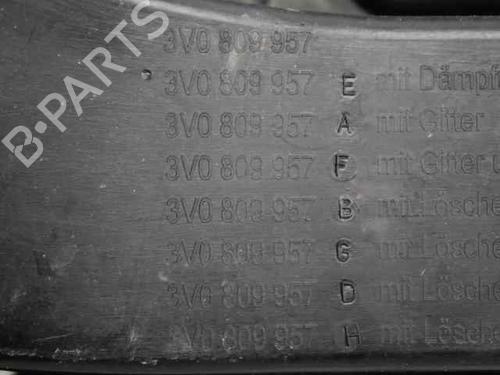 3V0 809 957
3V0 809 957 E mit Dämpf
3V0 809 957 A mit Gitter
3V0 809 957 F mit Gitter u
3V0 809 957 B mit Lösche
3V0 809 957 G mit Lösche
3V0 809 957 D mit Lösche
3V0 809 957 H mit Lösch
B-PARTS